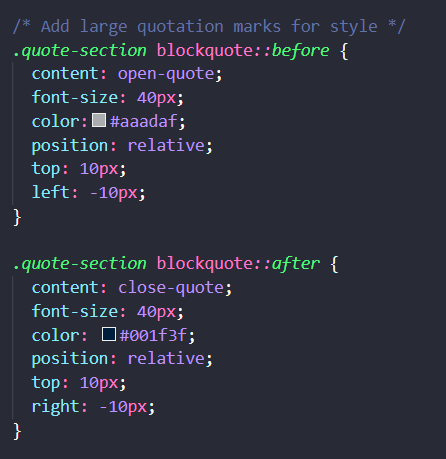 /* Add large quotation marks for style */
.quote-section blockquote::before {
  content: open-quote;
  font-size: 40px;
  color: #aaadaf;
  position: relative;
  top: 10px;
  left: -10px;
}

.quote-section blockquote::after {
  content: close-quote;
  font-size: 40px;
  color: #001f3f;
  position: relative;
  top: 10px;
  right: -10px;
}